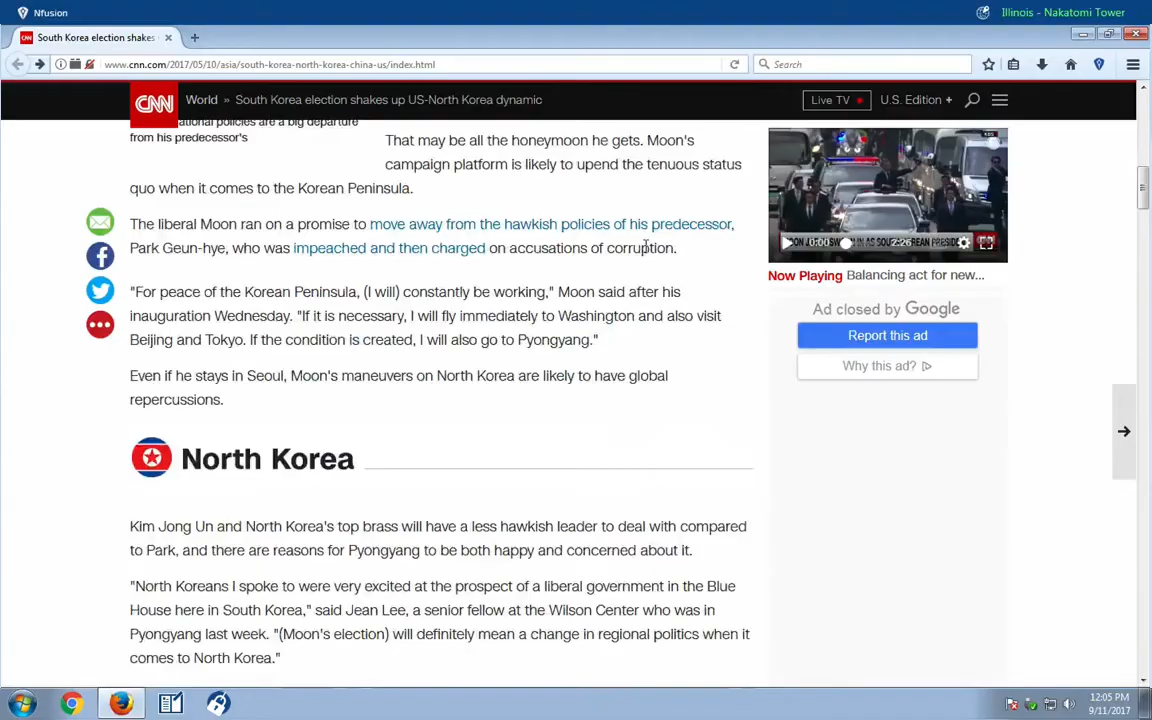 Nfusion
Illinois - Nakatomi Tower
South Korea election shakes
www.cnn.com/2017/05/10/asia/south-korea-north-korea-china-us/index.html
Search
CNN
World » South Korea election shakes up US-North Korea dynamic
Live TV
U.S. Edition +
ational policies are a big departure
from his predecessor's
That may be all the honeymoon he gets. Moon's
campaign platform is likely to upend the tenuous status
quo when it comes to the Korean Peninsula.
The liberal Moon ran on a promise to move away from the hawkish policies of his predecessor,
Park Geun-hye, who was impeached and then charged on accusations of corruption.
"For peace of the Korean Peninsula, (I will) constantly be working," Moon said after his
inauguration Wednesday. "If it is necessary, I will fly immediately to Washington and also visit
Beijing and Tokyo. If the condition is created, I will also go to Pyongyang."
Even if he stays in Seoul, Moon's maneuvers on North Korea are likely to have global
repercussions.
North Korea
Kim Jong Un and North Korea's top brass will have a less hawkish leader to deal with compared
to Park, and there are reasons for Pyongyang to be both happy and concerned about it.
"North Koreans I spoke to were very excited at the prospect of a liberal government in the Blue
House here in South Korea," said Jean Lee, a senior fellow at the Wilson Center who was in
Pyongyang last week. "(Moon's election) will definitely mean a change in regional politics when it
comes to North Korea."
KBS
0:00
2:26
Now Playing Balancing act for new...
Ad closed by Google
Report this ad
Why this ad?
12:05 PM
9/11/2017